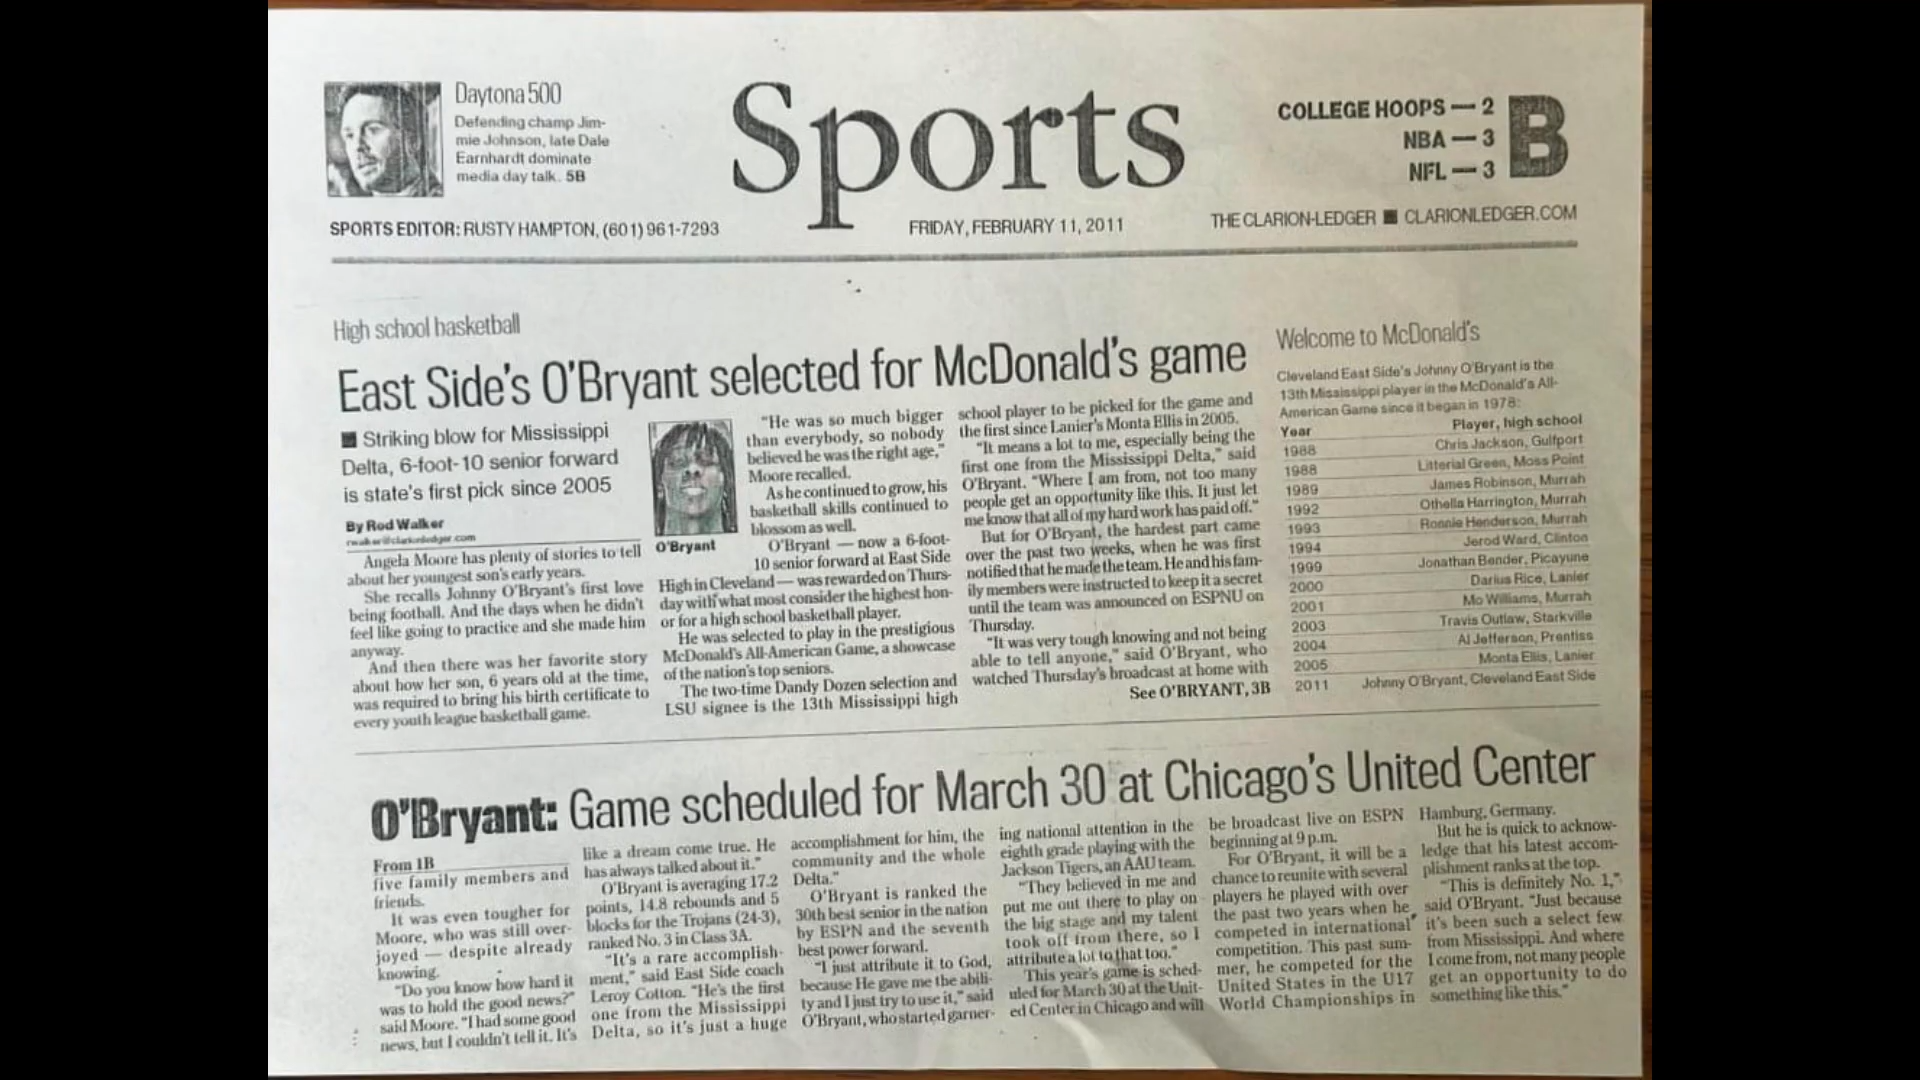 Daytona 500
Defending champ Jim-
mie Johnson, late Dale
Earnhardt dominate
media day talk. 5B
Sports
COLLEGE HOOPS — 2
NBA — 3
NFL — 3
B
SPORTS EDITOR: RUSTY HAMPTON, (601) 961-7293
FRIDAY, FEBRUARY 11, 2011
THE CLARION-LEDGER ■ CLARIONLEDGER.COM
High school basketball
East Side's O'Bryant selected for McDonald's game
■ Striking blow for Mississippi
Delta, 6-foot-10 senior forward
is state's first pick since 2005
By Rod Walker
rwalker@clarionledger.com
Angela Moore has plenty of stories to tell
about her youngest son's early years.
She recalls Johnny O'Bryant's first love
being football. And the days when he didn't
feel like going to practice and she made him
anyway.
And then there was her favorite story
about how her son, 6 years old at the time,
was required to bring his birth certificate to
every youth league basketball game.
O'Bryant
"He was so much bigger
than everybody, so nobody
believed he was the right age,"
Moore recalled.
As he continued to grow, his
basketball skills continued to
blossom as well.
O'Bryant — now a 6-foot-
10 senior forward at East Side
High in Cleveland — was rewarded on Thurs-
day with what most consider the highest hon-
or for a high school basketball player.
He was selected to play in the prestigious
McDonald's All-American Game, a showcase
of the nation's top seniors.
The two-time Dandy Dozen selection and
LSU signee is the 13th Mississippi high
school player to be picked for the game and
the first since Lanier's Monta Ellis in 2005.
"It means a lot to me, especially being the
first one from the Mississippi Delta," said
O'Bryant. "Where I am from, not too many
people get an opportunity like this. It just let
me know that all of my hard work has paid off."
But for O'Bryant, the hardest part came
over the past two weeks, when he was first
notified that he made the team. He and his fam-
ily members were instructed to keep it a secret
until the team was announced on ESPNU on
Thursday.
"It was very tough knowing and not being
able to tell anyone," said O'Bryant, who
watched Thursday's broadcast at home with
See O'BRYANT, 3B
Welcome to McDonald's
Cleveland East Side's Johnny O'Bryant is the
13th Mississippi player in the McDonald's All-
American Game since it began in 1978:
Year Player, high school
1988 Chris Jackson, Gulfport
1988 Litterial Green, Moss Point
1989 James Robinson, Murrah
1992 Othella Harrington, Murrah
1993 Ronnie Henderson, Murrah
1994 Jerod Ward, Clinton
1999 Jonathan Bender, Picayune
2000 Darius Rice, Lanier
2001 Mo Williams, Murrah
2003 Travis Outlaw, Starkville
2004 Al Jefferson, Prentiss
2005 Monta Ellis, Lanier
2011 Johnny O'Bryant, Cleveland East Side
O'Bryant: Game scheduled for March 30 at Chicago's United Center
From 1B
five family members and
friends.
It was even tougher for
Moore, who was still over-
joyed — despite already
knowing.
"Do you know how hard it
was to hold the good news?"
said Moore. "I had some good
news, but I couldn't tell it. It's
like a dream come true. He
has always talked about it."
O'Bryant is averaging 17.2
points, 14.8 rebounds and 5
blocks for the Trojans (24-3),
ranked No. 3 in Class 3A.
"It's a rare accomplish-
ment," said East Side coach
Leroy Cotton. "He's the first
one from the Mississippi
Delta, so it's just a huge
accomplishment for him, the
community and the whole
Delta."
O'Bryant is ranked the
30th best senior in the nation
by ESPN and the seventh
best power forward.
"I just attribute it to God,
because He gave me the abili-
ty and I just try to use it," said
O'Bryant, who started garner-
ing national attention in the
eighth grade playing with the
Jackson Tigers, an AAU team.
"They believed in me and
put me out there to play on
the big stage and my talent
took off from there, so I
attribute a lot to that too."
This year's game is sched-
uled for March 30 at the Unit-
ed Center in Chicago and will
be broadcast live on ESPN
beginning at 9 p.m.
For O'Bryant, it will be a
chance to reunite with several
players he played with over
the past two years when he
competed in international
competition. This past sum-
mer, he competed for the
United States in the U17
World Championships in
Hamburg, Germany.
But he is quick to acknow-
ledge that his latest accom-
plishment ranks at the top.
"This is definitely No. 1,"
said O'Bryant. "Just because
it's been such a select few
from Mississippi. And where
I come from, not many people
get an opportunity to do
something like this."